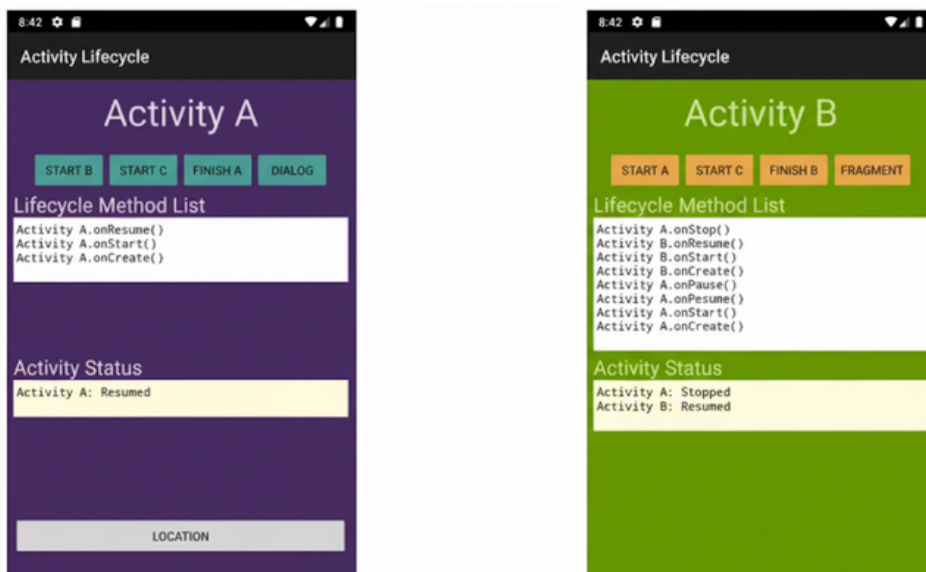 8:42
Activity Lifecycle
Activity A
START B START C FINISH A DIALOG
Lifecycle Method List
Activity A.onResume()
Activity A.onStart()
Activity A.onCreate()
Activity Status
Activity A: Resumed
LOCATION
8:42
Activity Lifecycle
Activity B
START A START C FINISH B FRAGMENT
Lifecycle Method List
Activity A.onStop()
Activity B.onResume()
Activity B.onStart()
Activity B.onCreate()
Activity A.onPause()
Activity A.onPesume()
Activity A.onStart()
Activity A.onCreate()
Activity Status
Activity A: Stopped
Activity B: Resumed